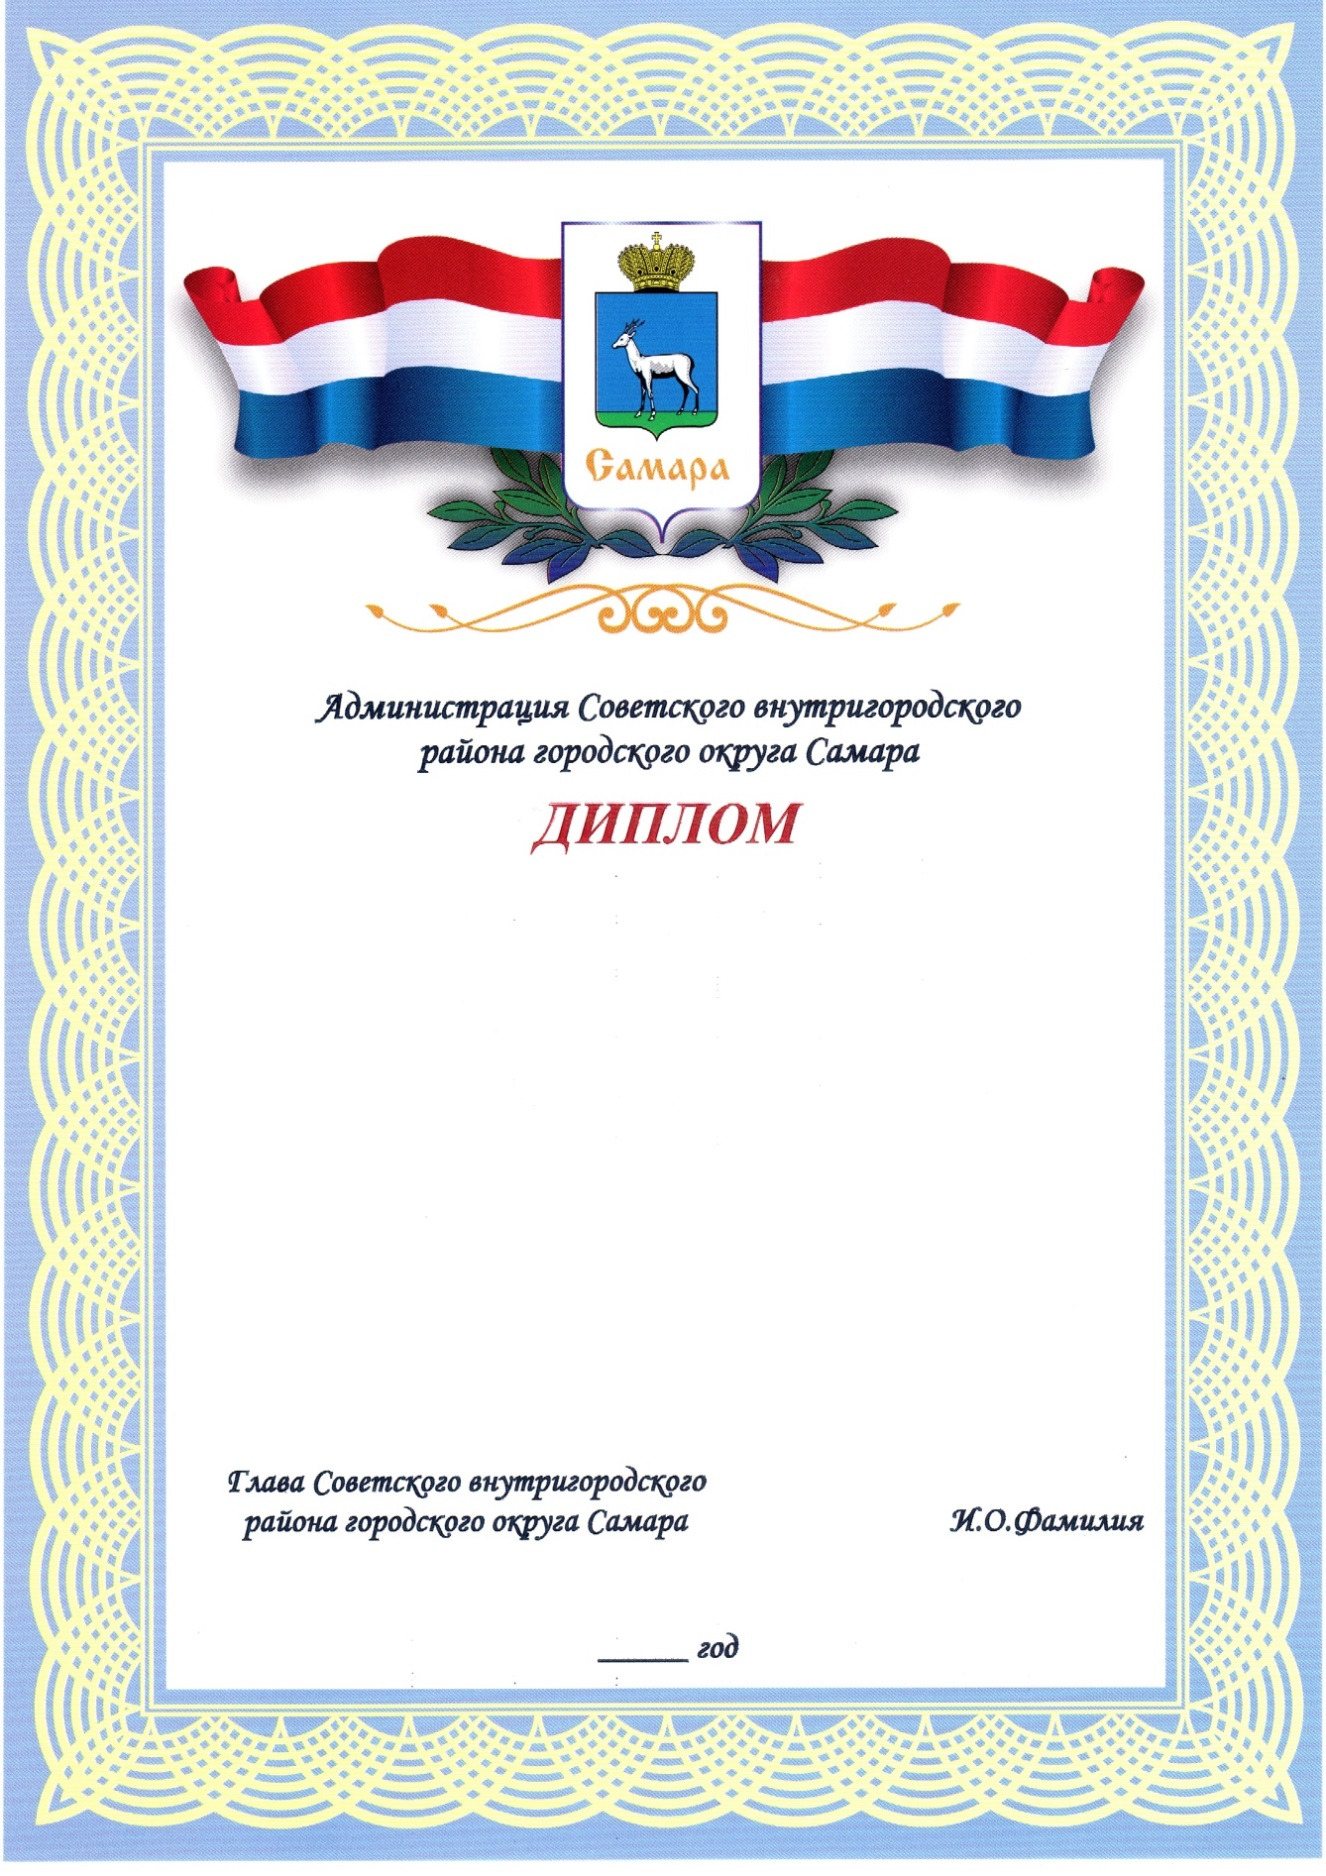 Самара
Администрация Советского внутригородского
района городского округа Самара
ДИПЛОМ
Глава Советского внутригородского
района городского округа Самара
И.О.Фамилия
______ год